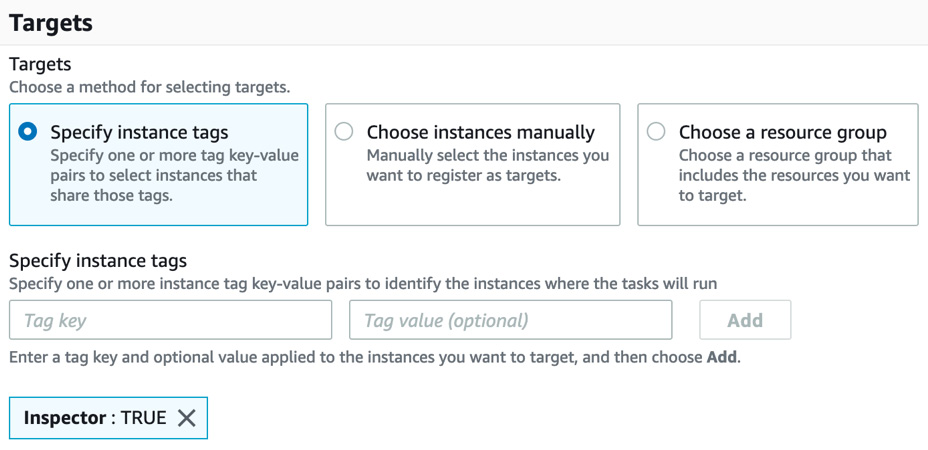 Targets
Targets
Choose a method for selecting targets.
Specify instance tags
Specify one or more tag key-value
pairs to select instances that
share those tags.
Choose instances manually
Manually select the instances you
want to register as targets.
Choose a resource group
Choose a resource group that
includes the resources you want
to target.
Specify instance tags
Specify one or more instance tag key-value pairs to identify the instances where the tasks will run
Tag key
Tag value (optional)
Add
Enter a tag key and optional value applied to the instances you want to target, and then choose Add.
Inspector : TRUE